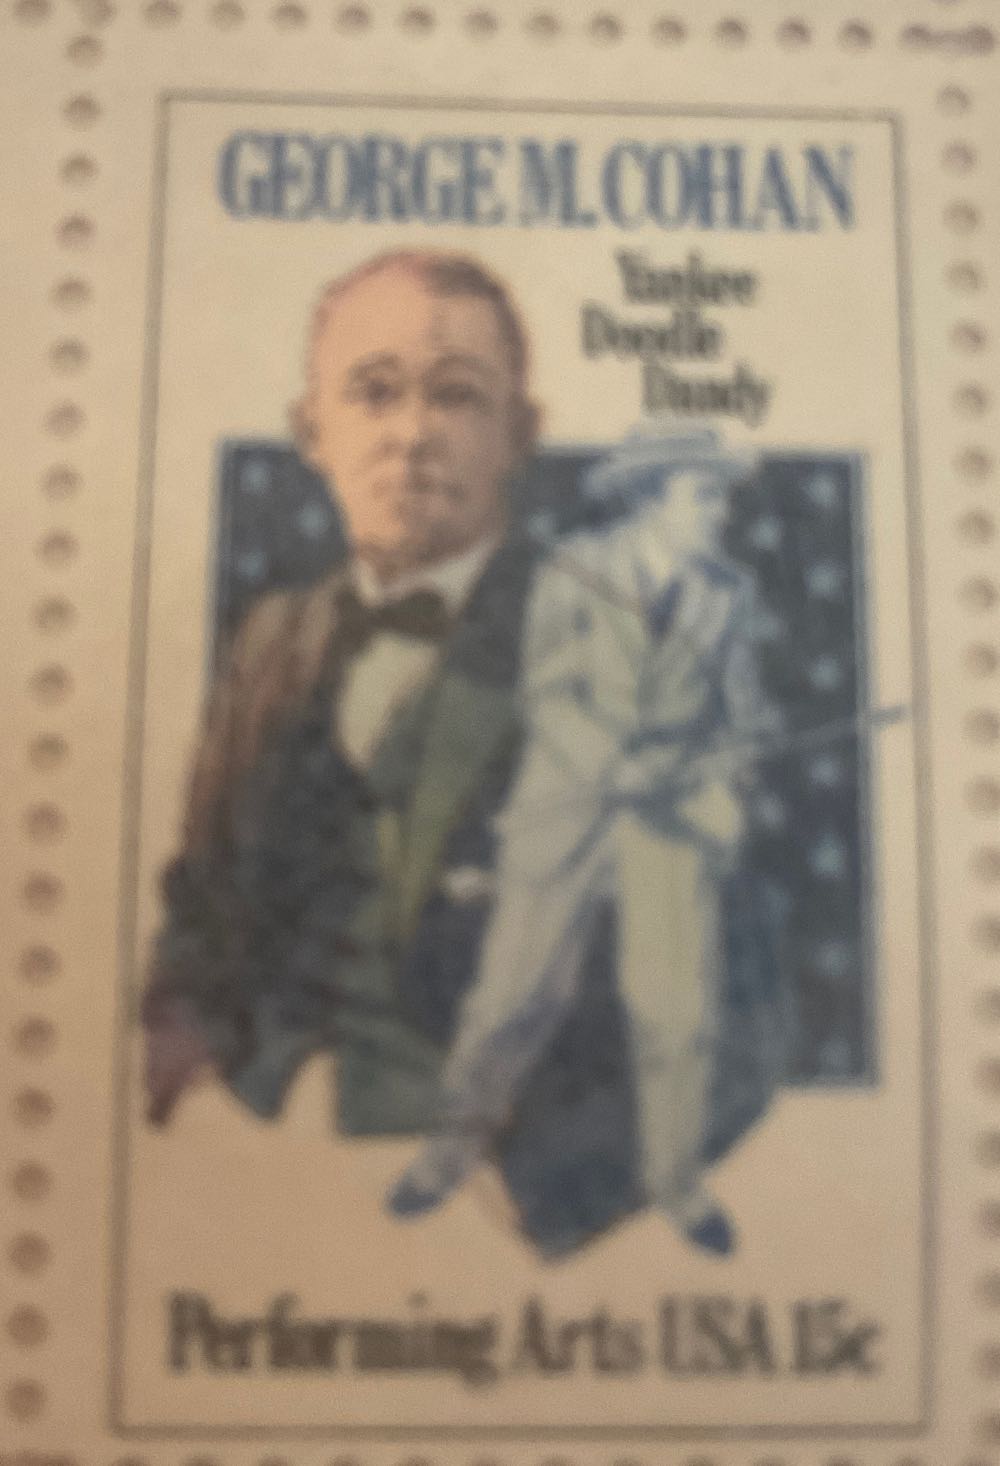 GEORGE M. COHAN
Yankee
Doodle
Dandy
Performing Arts USA 15c